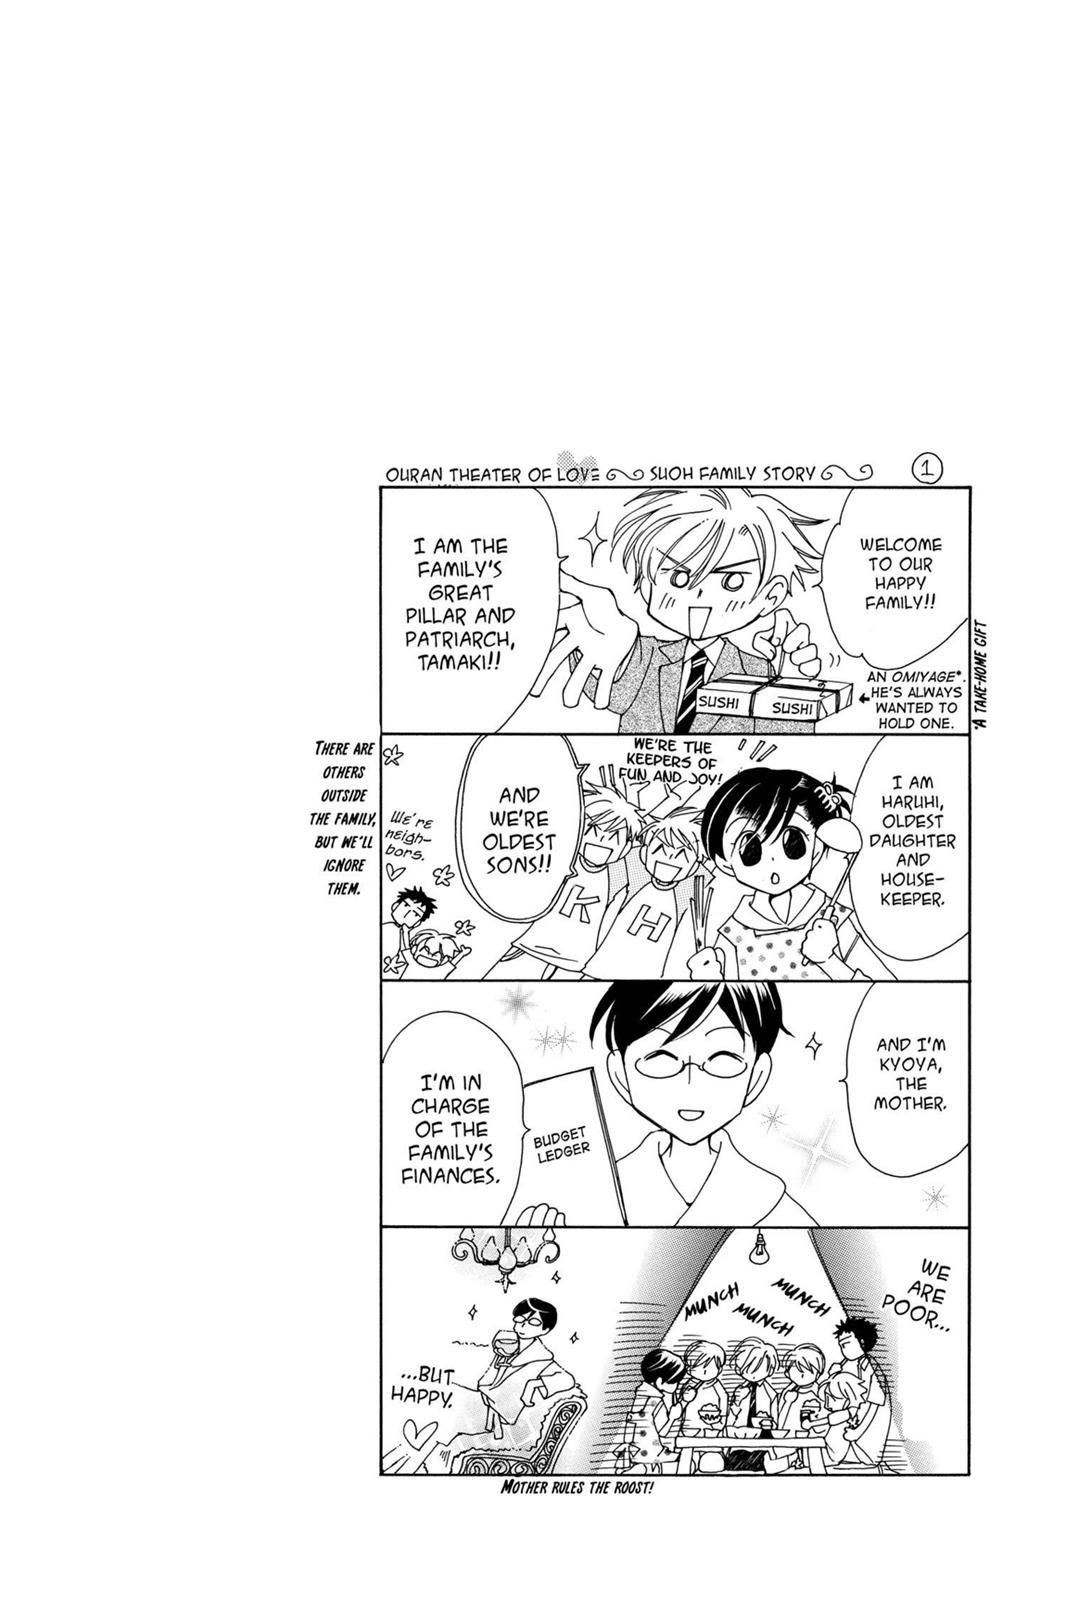 OURAN THEATER OF LOVE SUOH FAMILY STORY 1
WELCOME
TO OUR
HAPPY
FAMILY!!
AN OMIYAGE*.
HE'S ALWAYS
WANTED TO
HOLD ONE.
*A TAKE-HOME GIFT
SUSHI
SUSHI
I AM THE
FAMILY'S
GREAT
PILLAR AND
PATRIARCH,
TAMAKI!!
I AM
HARUHI,
OLDEST
DAUGHTER
AND
HOUSE-
KEEPER.
WE'RE THE
KEEPERS OF
FUN AND JOY!
K
H
AND
WE'RE
OLDEST
SONS!!
We're
neigh-
bors.
THERE ARE
OTHERS
OUTSIDE
THE FAMILY,
BUT WE'LL
IGNORE
THEM.
AND I'M
KYOYA,
THE
MOTHER.
BUDGET
LEDGER
I'M IN
CHARGE
OF THE
FAMILY'S
FINANCES.
WE
ARE
POOR...
MUNCH
MUNCH
MUNCH
...BUT
HAPPY.
MOTHER RULES THE ROOST!